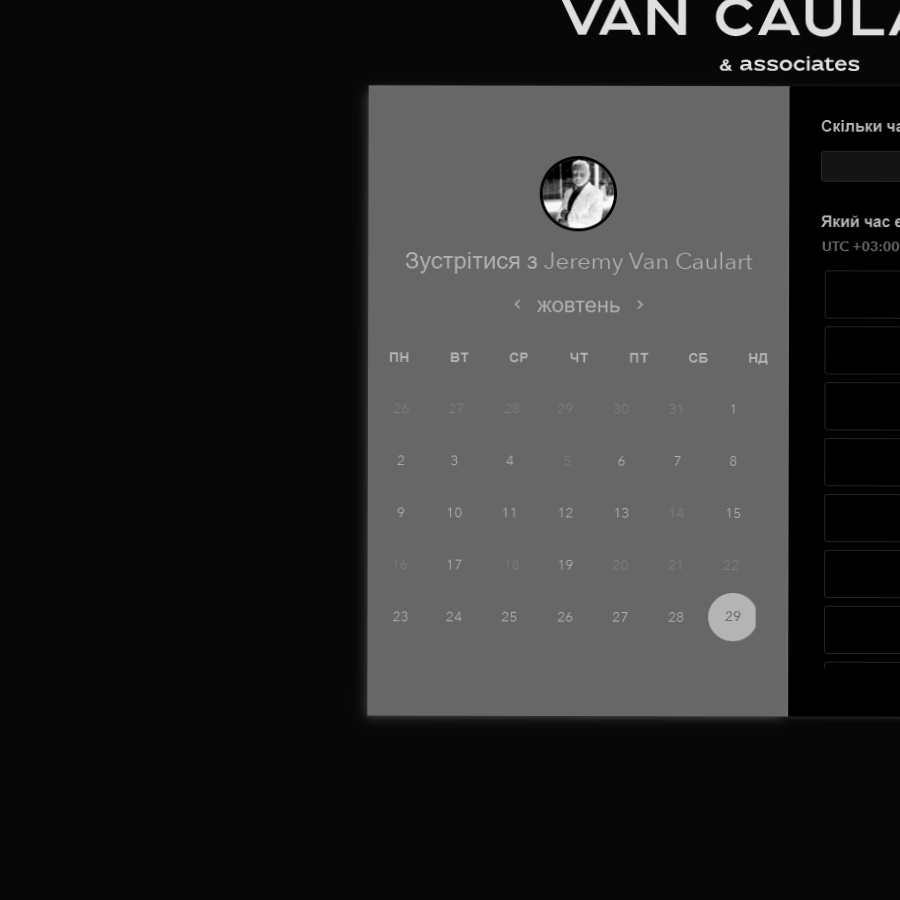 VAN CAULA
& associates
Зустрітися з Jeremy Van Caulart
жовтень
ПН ВТ СР ЧТ ПТ СБ НД
26 27 28 29 30 31 1
2 3 4 5 6 7 8
9 10 11 12 13 14 15
16 17 18 19 20 21 22
23 24 25 26 27 28 29
Скільки ча
Який час є
UTC +03:00